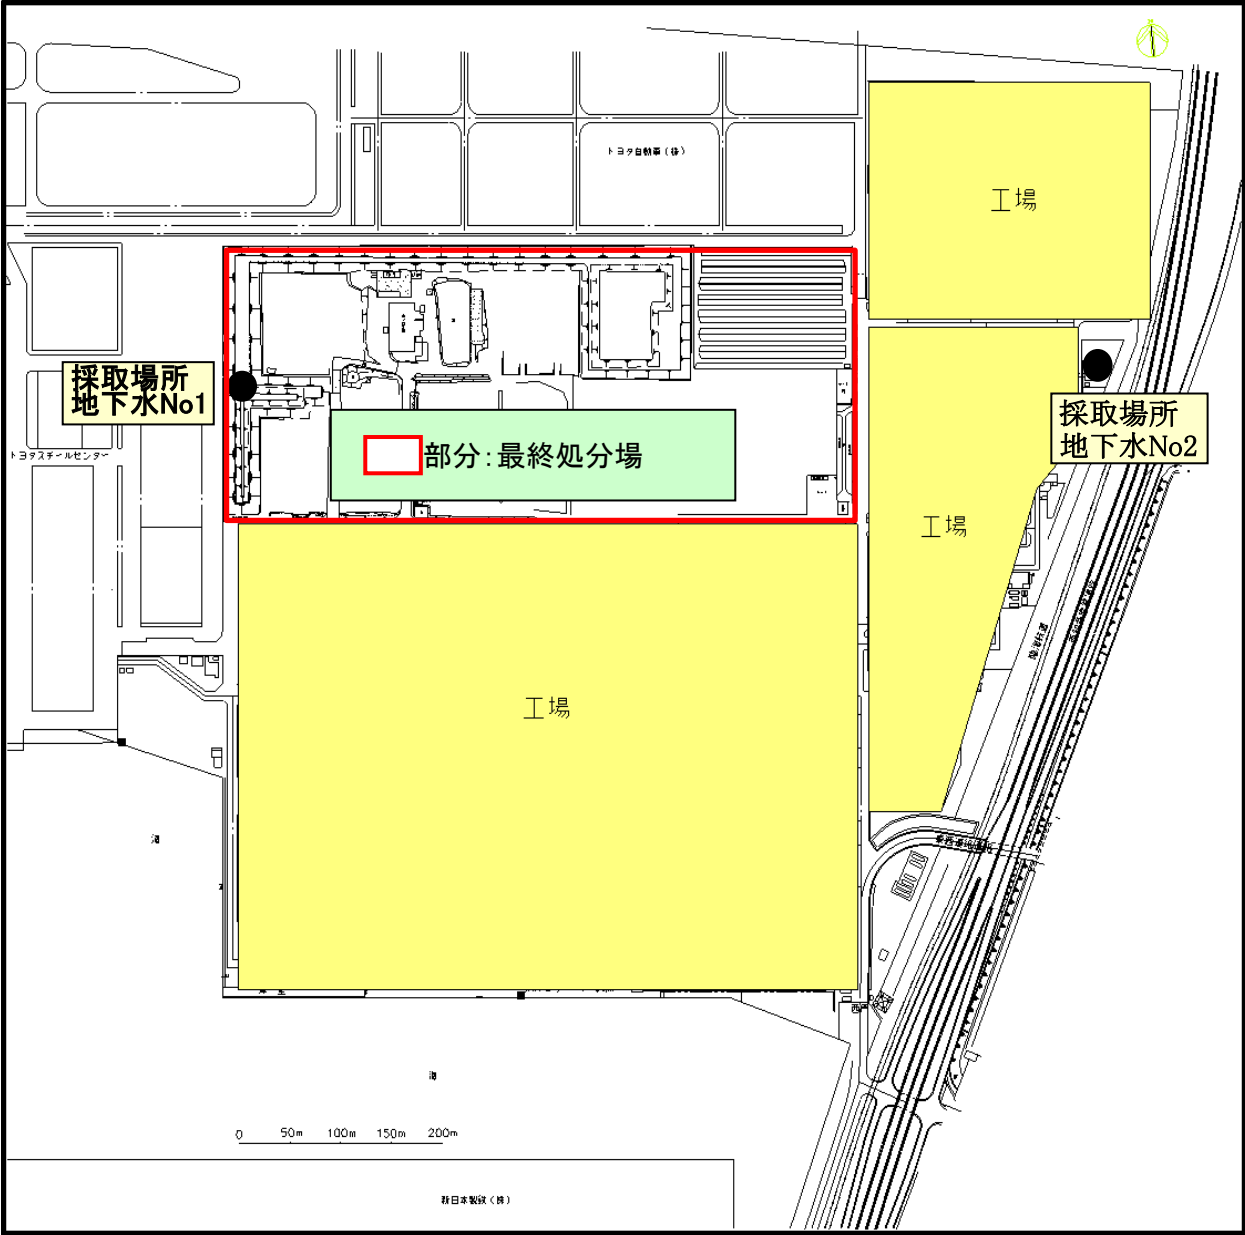 トヨタ自動車(株)
工場
採取場所
地下水No1
採取場所
地下水No2
トヨタスチールセンター
部分:最終処分場
工場
工場
海
海
0 50m 100m 150m 200m
新日本製鉄(株)